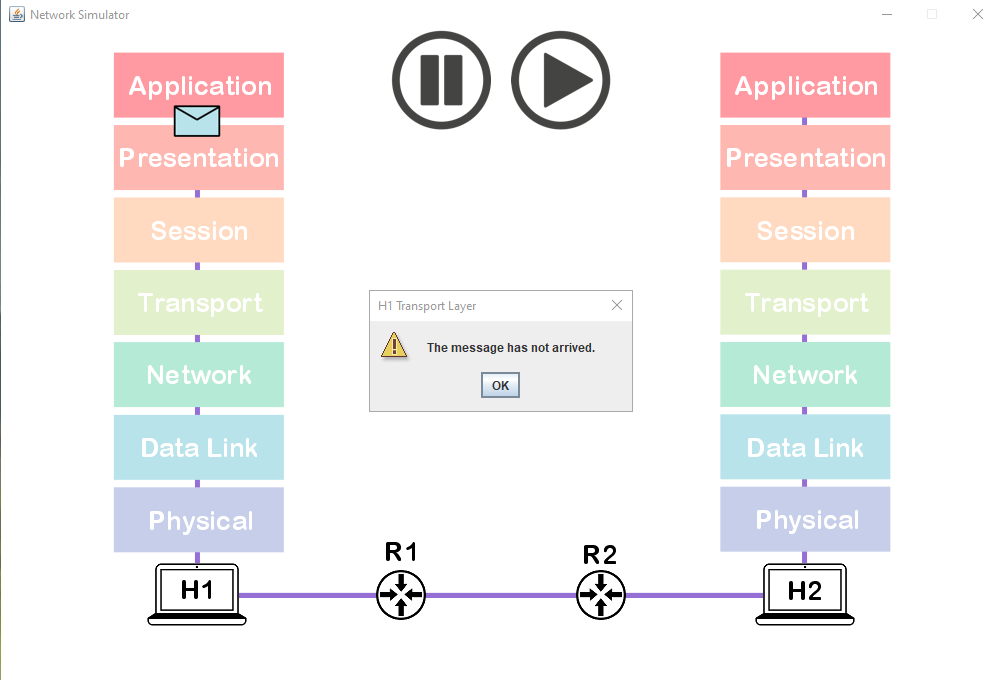 Network Simulator
Application
Application
Presentation
Presentation
Session
Session
Transport
Transport
H1 Transport Layer
The message has not arrived.
OK
Network
Network
Data Link
Data Link
Physical
Physical
R1
R2
H1
H2